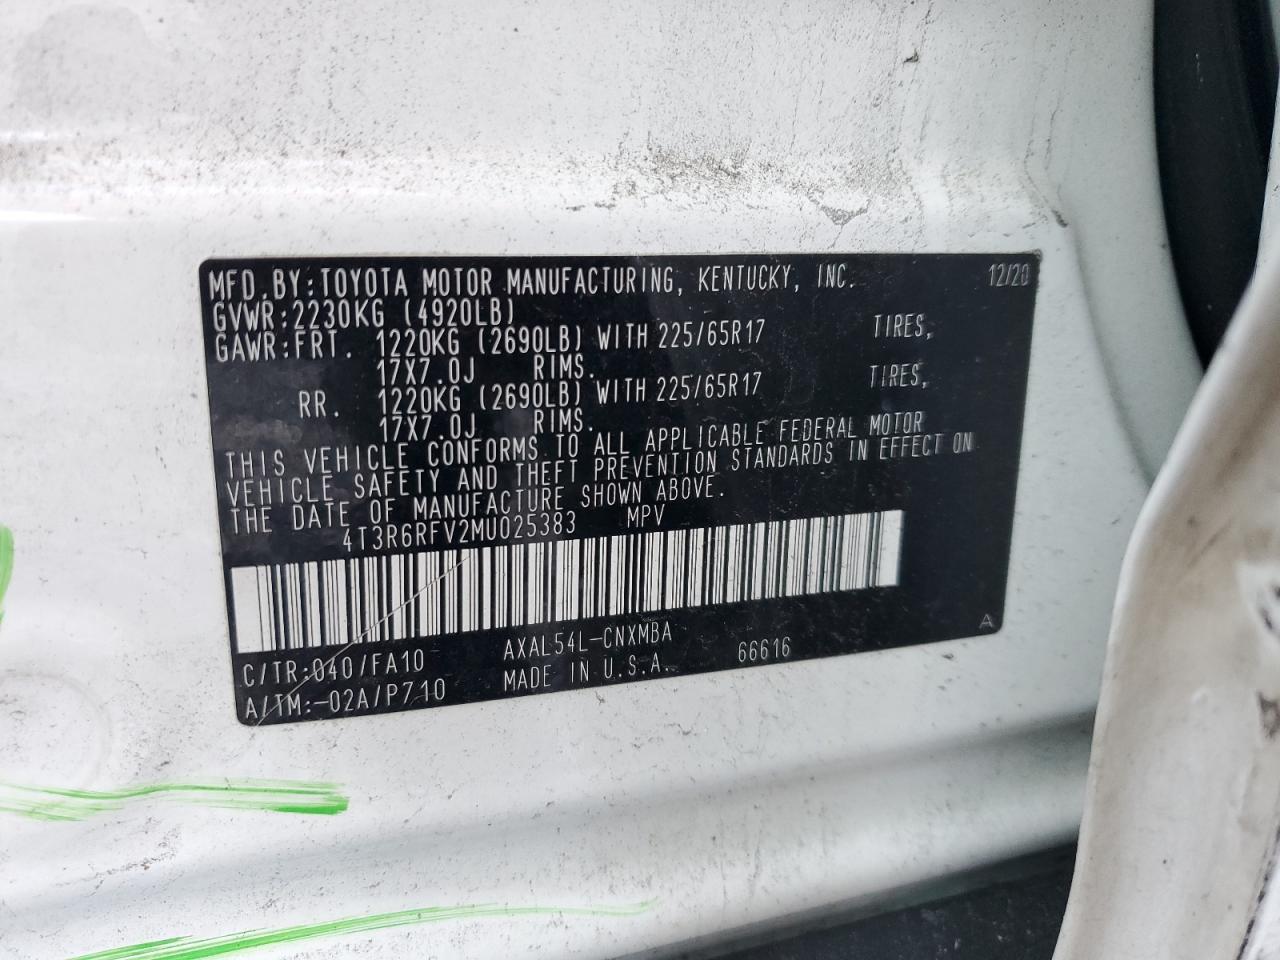 MFD.BY:TOYOTA MOTOR MANUFACTURING, KENTUCKY, INC. 12/20
GVWR:2230KG (4920LB)
GAWR:FRT. 1220KG (2690LB) WITH 225/65R17 TIRES,
17X7.0J RIMS.
RR. 1220KG (2690LB) WITH 225/65R17 TIRES,
17X7.0J RIMS.
THIS VEHICLE CONFORMS TO ALL APPLICABLE FEDERAL MOTOR
VEHICLE SAFETY AND THEFT PREVENTION STANDARDS IN EFFECT ON
THE DATE OF MANUFACTURE SHOWN ABOVE.
4T3R6RFV2MU025383 MPV
C/TR:040/FA10 AXAL54L-CNXMBA 66616 A
A/TM:-02A/P710 MADE IN U.S.A.